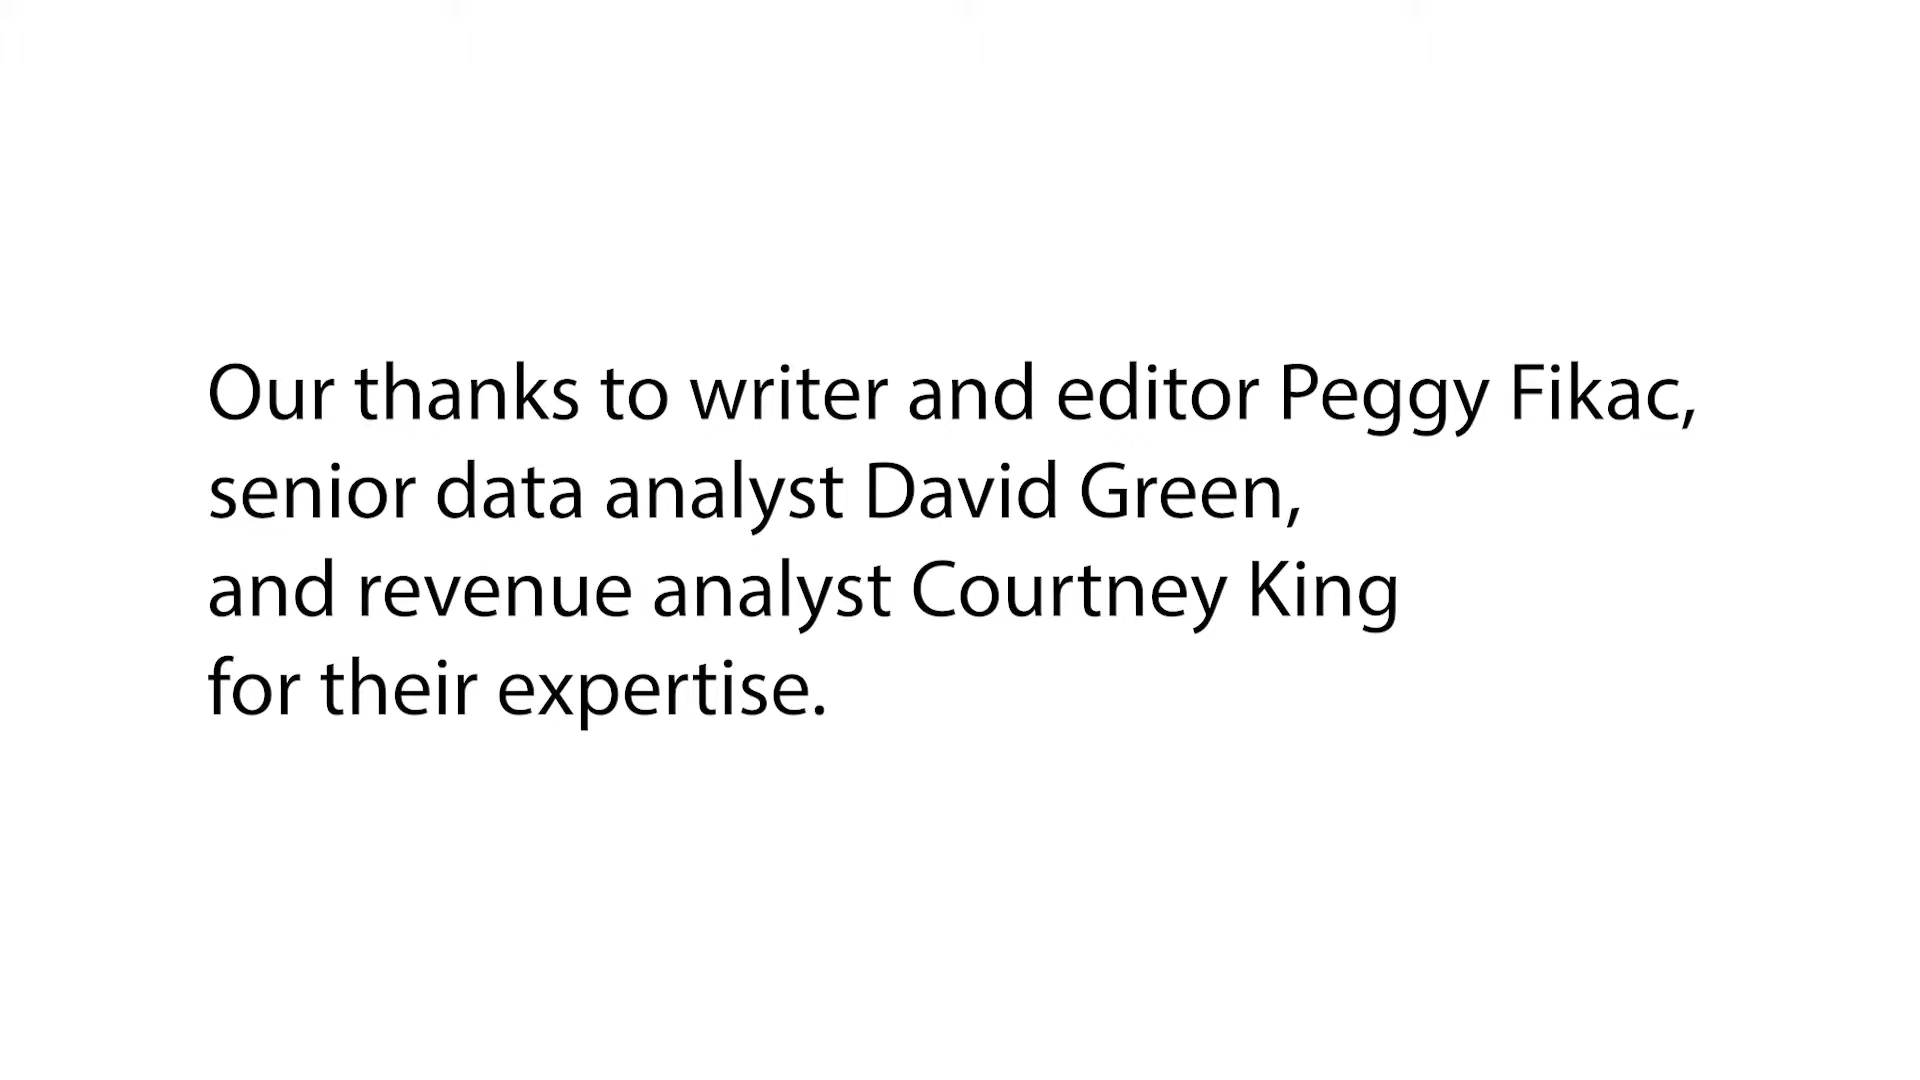 Our thanks to writer and editor Peggy Fikac,
senior data analyst David Green,
and revenue analyst Courtney King
for their expertise.